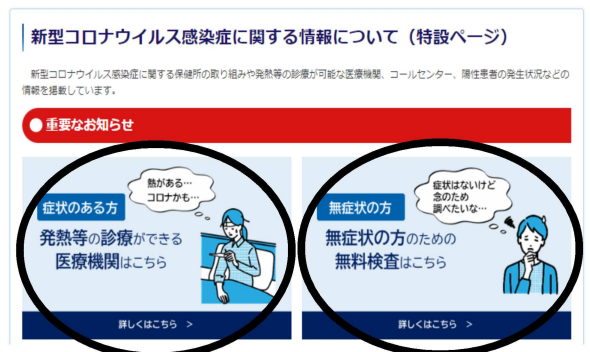 新型コロナウイルス感染症に関する情報について（特設ページ）
新型コロナウイルス感染症に関する保健所の取り組みや発熱等の診療が可能な医療機関、コールセンター、陽性患者の発生状況などの
情報を掲載しています。
重要なお知らせ
熱がある…
コロナかも…
症状のある方
発熱等の診療ができる
医療機関はこちら
詳しくはこちら >
症状はないけど
念のため
調べたいな…
無症状の方
無症状の方のための
無料検査はこちら
詳しくはこちら >